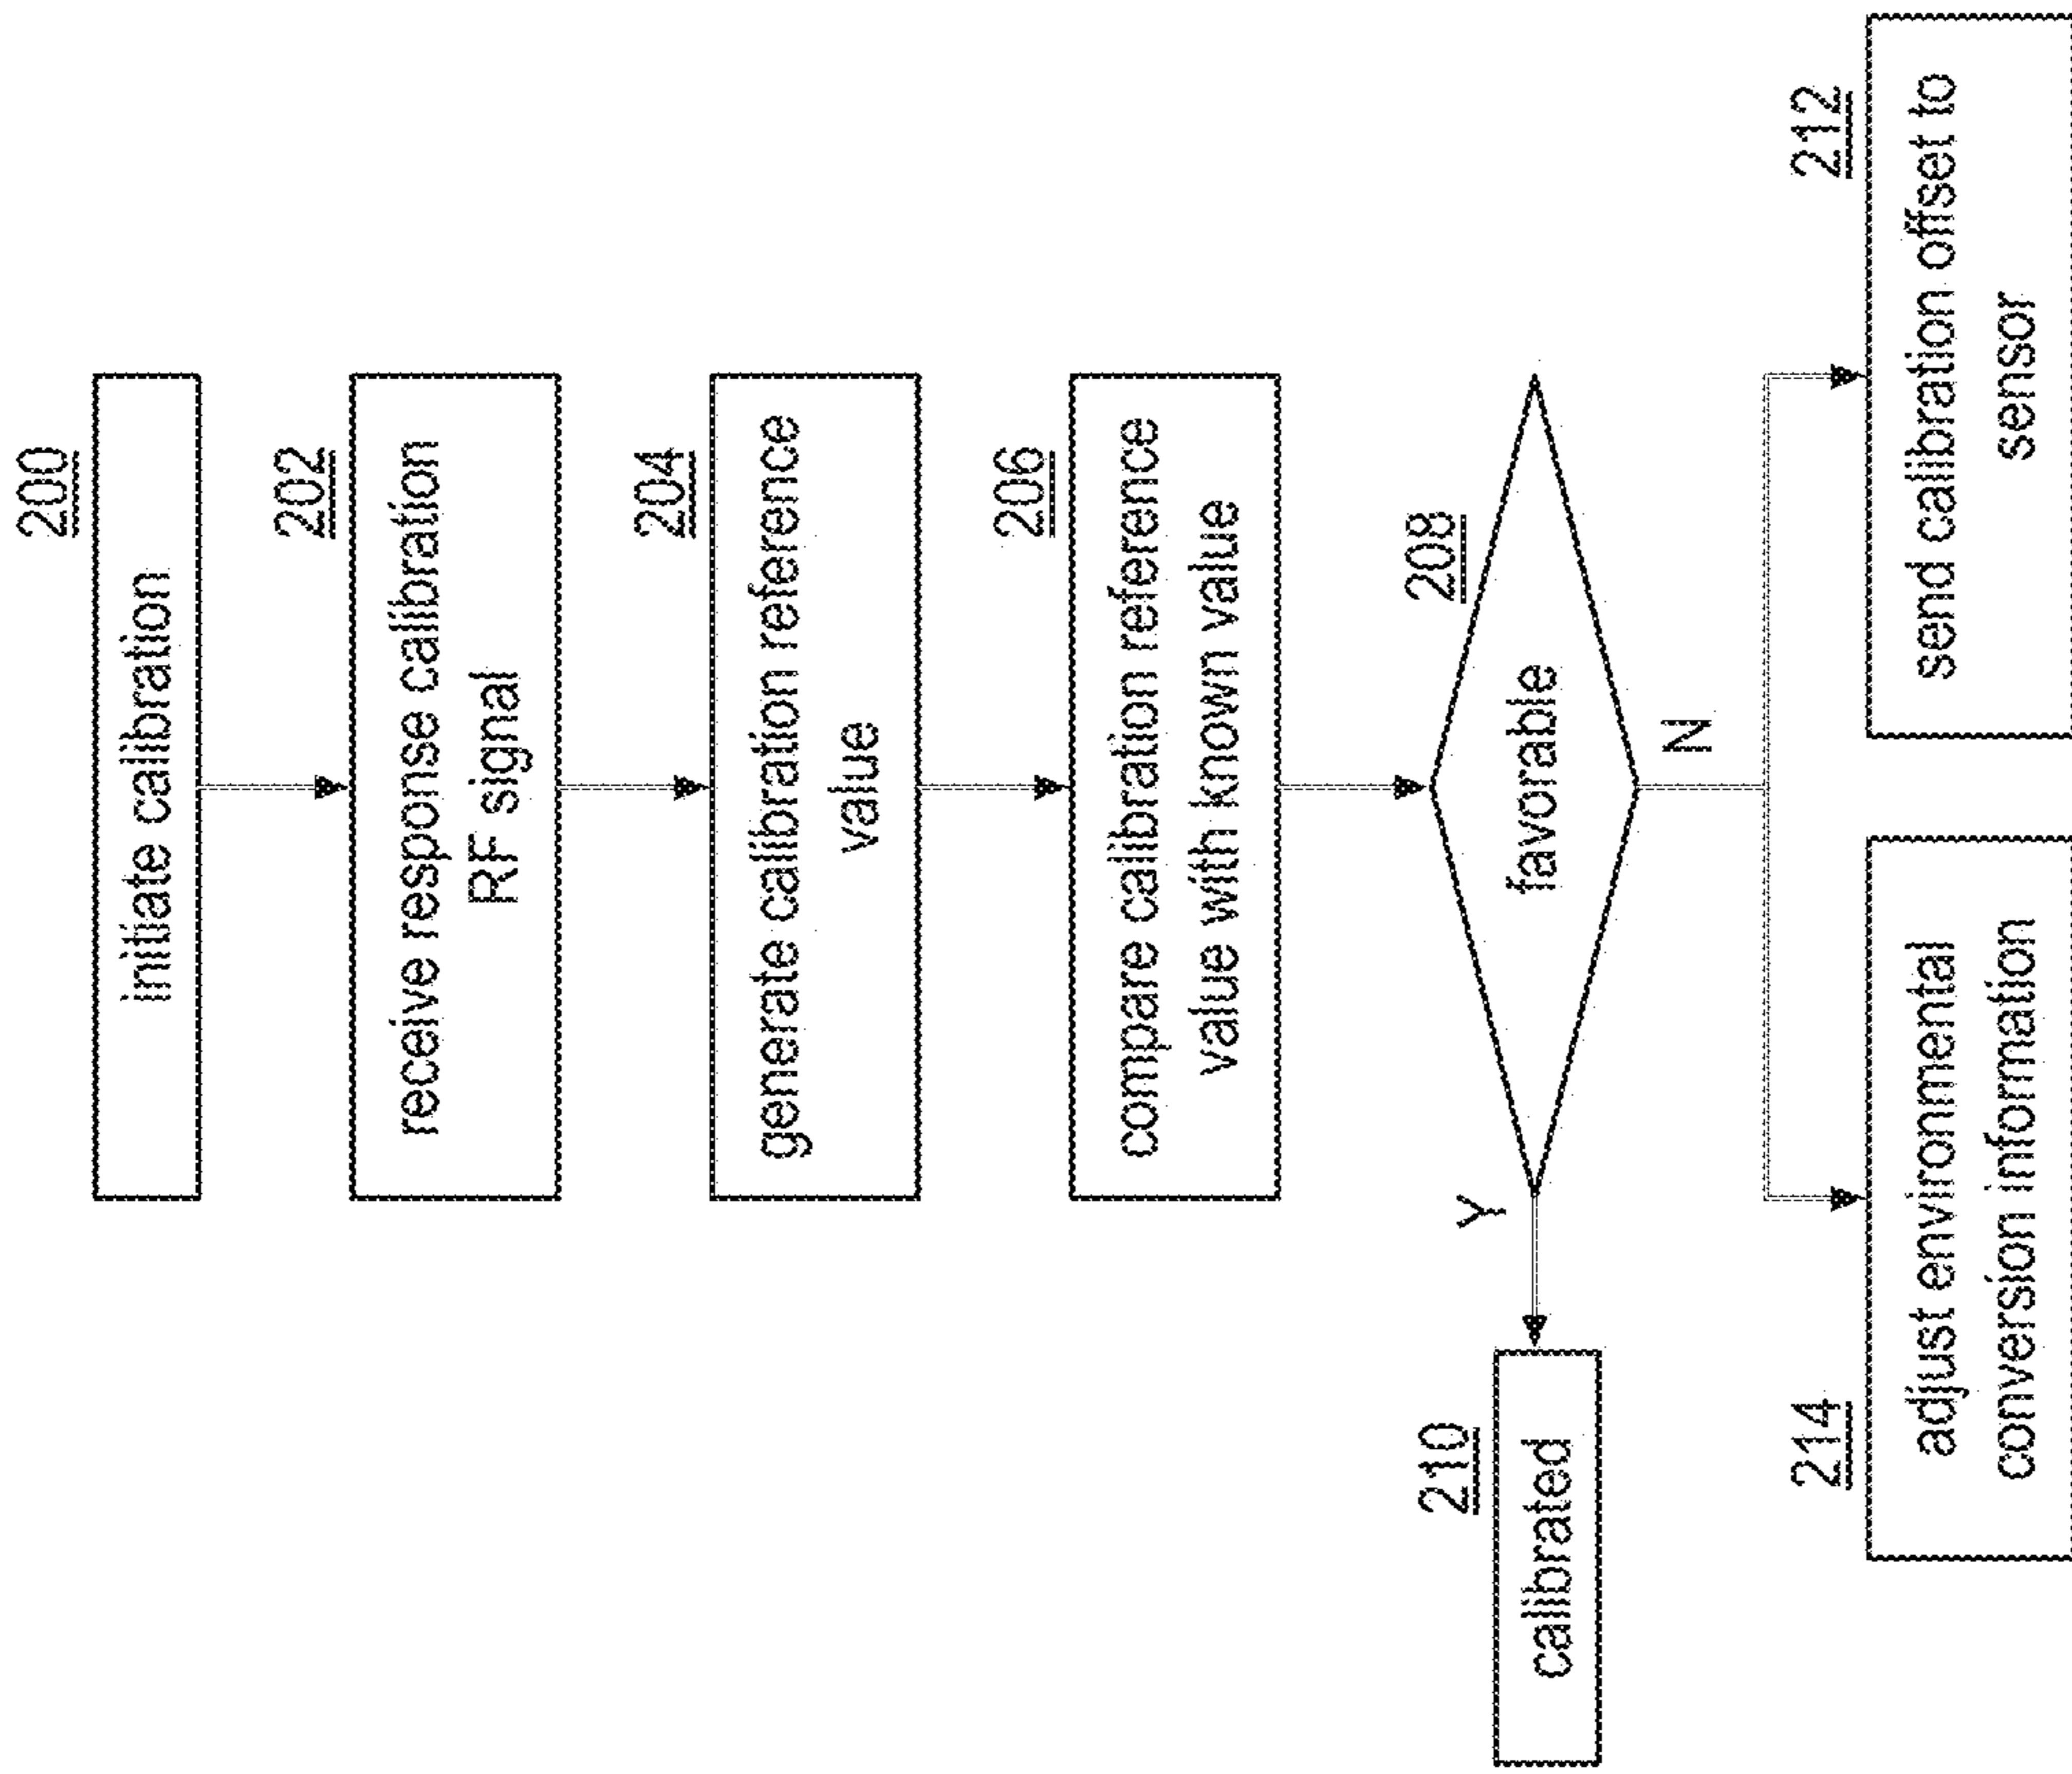 200
initiate calibration
202
receive response calibration
RF signal
204
generate calibration reference
value
206
compare calibration reference
value with known value
208
favorable
Y
N
210
calibrated
214
adjust environmental
conversion information
212
send calibration offset to
sensor